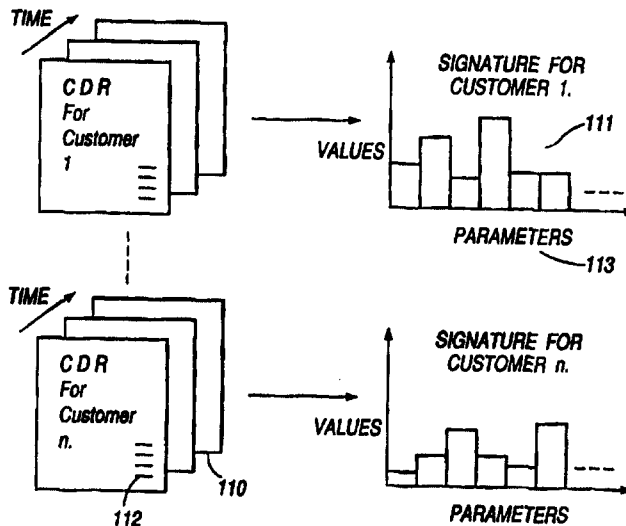 TIME
CDR
For
Customer
1
SIGNATURE FOR
CUSTOMER 1.
111
VALUES
PARAMETERS
113
TIME
CDR
For
Customer
n.
112
110
SIGNATURE FOR
CUSTOMER n.
VALUES
PARAMETERS